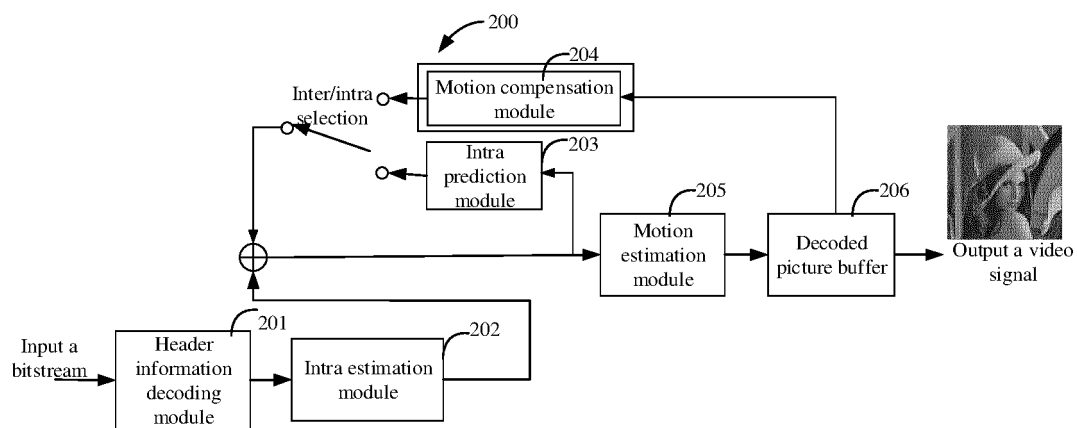 200
204
Motion compensation
module
Inter/intra
selection
203
Intra
prediction
module
205
Motion
estimation
module
206
Decoded
picture buffer
Output a video
signal
201
202
Input a
bitstream
Header
information
decoding
module
Intra estimation
module